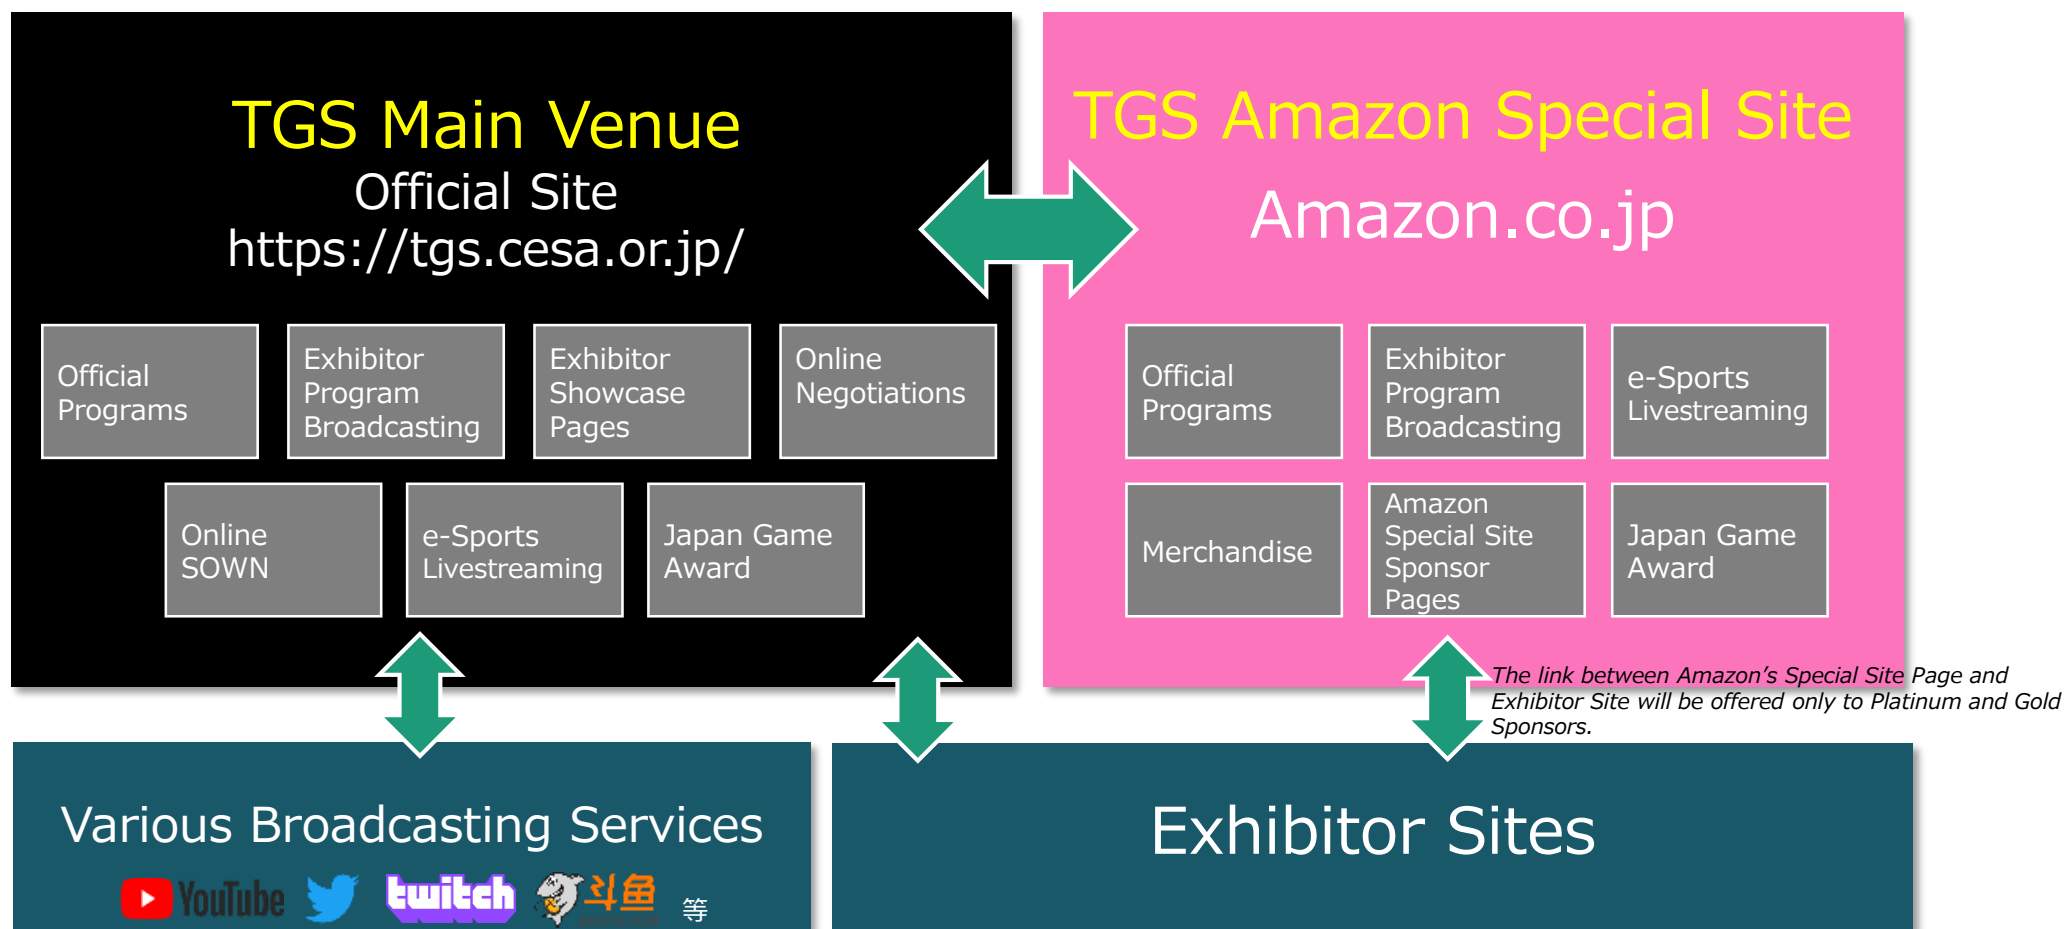 TGS Main Venue
Official Site
https://tgs.cesa.or.jp/
Official
Programs
Exhibitor
Program
Broadcasting
Exhibitor
Showcase
Pages
Online
Negotiations
Online
SOWN
e-Sports
Livestreaming
Japan Game
Award
TGS Amazon Special Site
Amazon.co.jp
Official
Programs
Exhibitor
Program
Broadcasting
e-Sports
Livestreaming
Merchandise
Amazon
Special Site
Sponsor
Pages
Japan Game
Award
The link between Amazon’s Special Site Page and
Exhibitor Site will be offered only to Platinum and Gold
Sponsors.
Various Broadcasting Services
YouTube twitch 斗鱼 等
Exhibitor Sites